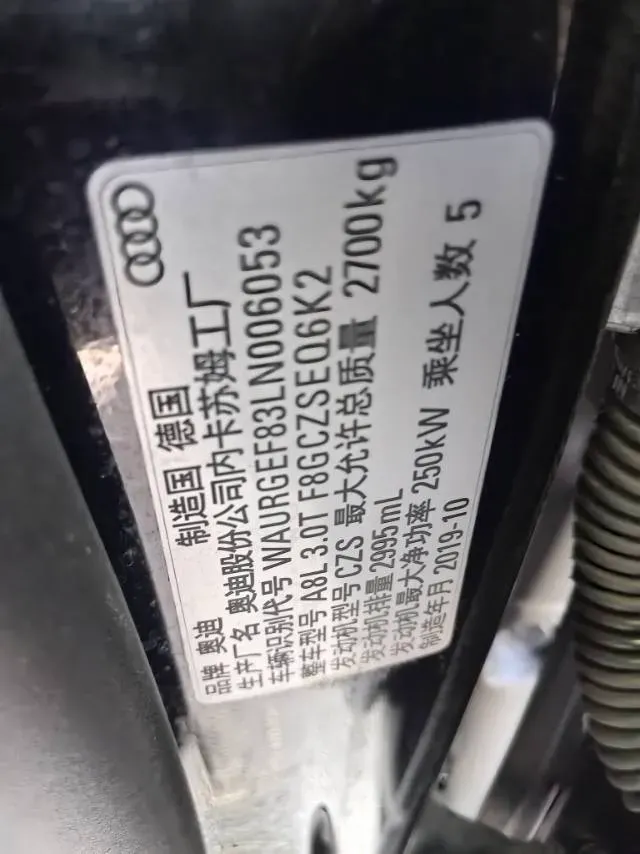 品牌 奥迪 制造国 德国
生产厂名 奥迪股份公司内卡苏姆工厂
车辆识别代号 WAURGEF83LN006053
整车型号 A8L 3.0T F8GCZSEQ6K2
发动机型号 CZS 最大允许总质量 2700kg
发动机排量 2995mL
发动机最大净功率 250kW 乘坐人数 5
制造年月 2019-10